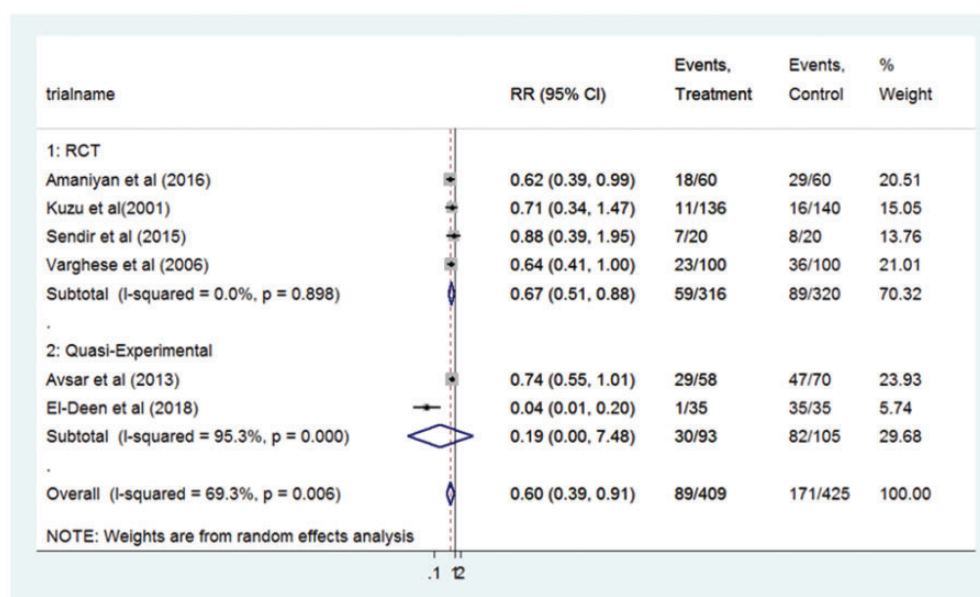 Events, Events, %
trialname RR (95% CI) Treatment Control Weight
1: RCT
Amaniyan et al (2016) 0.62 (0.39, 0.99) 18/60 29/60 20.51
Kuzu et al(2001) 0.71 (0.34, 1.47) 11/136 16/140 15.05
Sendir et al (2015) 0.88 (0.39, 1.95) 7/20 8/20 13.76
Varghese et al (2006) 0.64 (0.41, 1.00) 23/100 36/100 21.01
Subtotal (I-squared = 0.0%, p = 0.898) 0.67 (0.51, 0.88) 59/316 89/320 70.32
.
2: Quasi-Experimental
Avsar et al (2013) 0.74 (0.55, 1.01) 29/58 47/70 23.93
El-Deen et al (2018) 0.04 (0.01, 0.20) 1/35 35/35 5.74
Subtotal (I-squared = 95.3%, p = 0.000) 0.19 (0.00, 7.48) 30/93 82/105 29.68
.
Overall (I-squared = 69.3%, p = 0.006) 0.60 (0.39, 0.91) 89/409 171/425 100.00
NOTE: Weights are from random effects analysis
.1 1 2